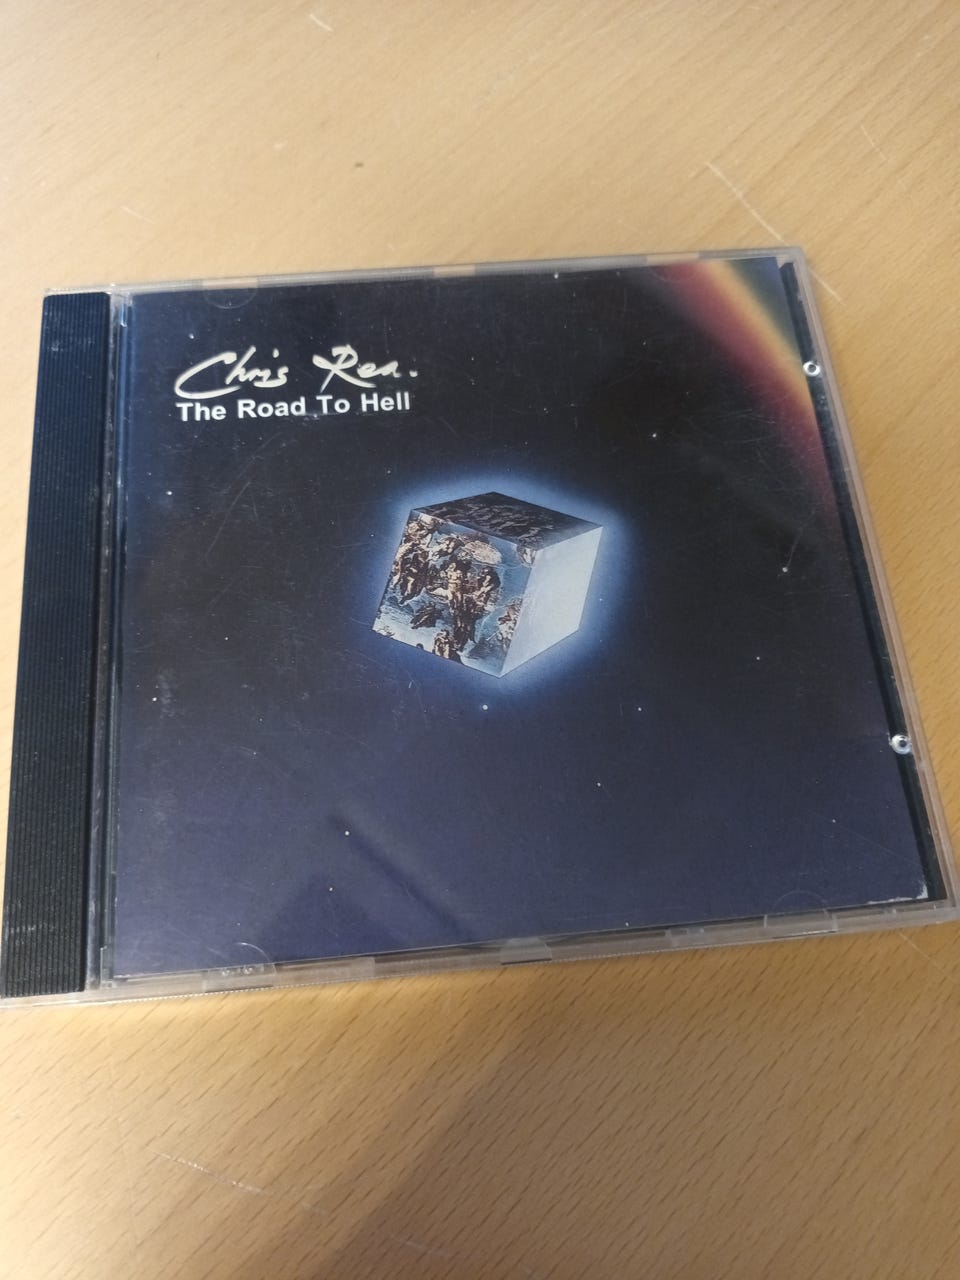 Chris Rea.
The Road To Hell